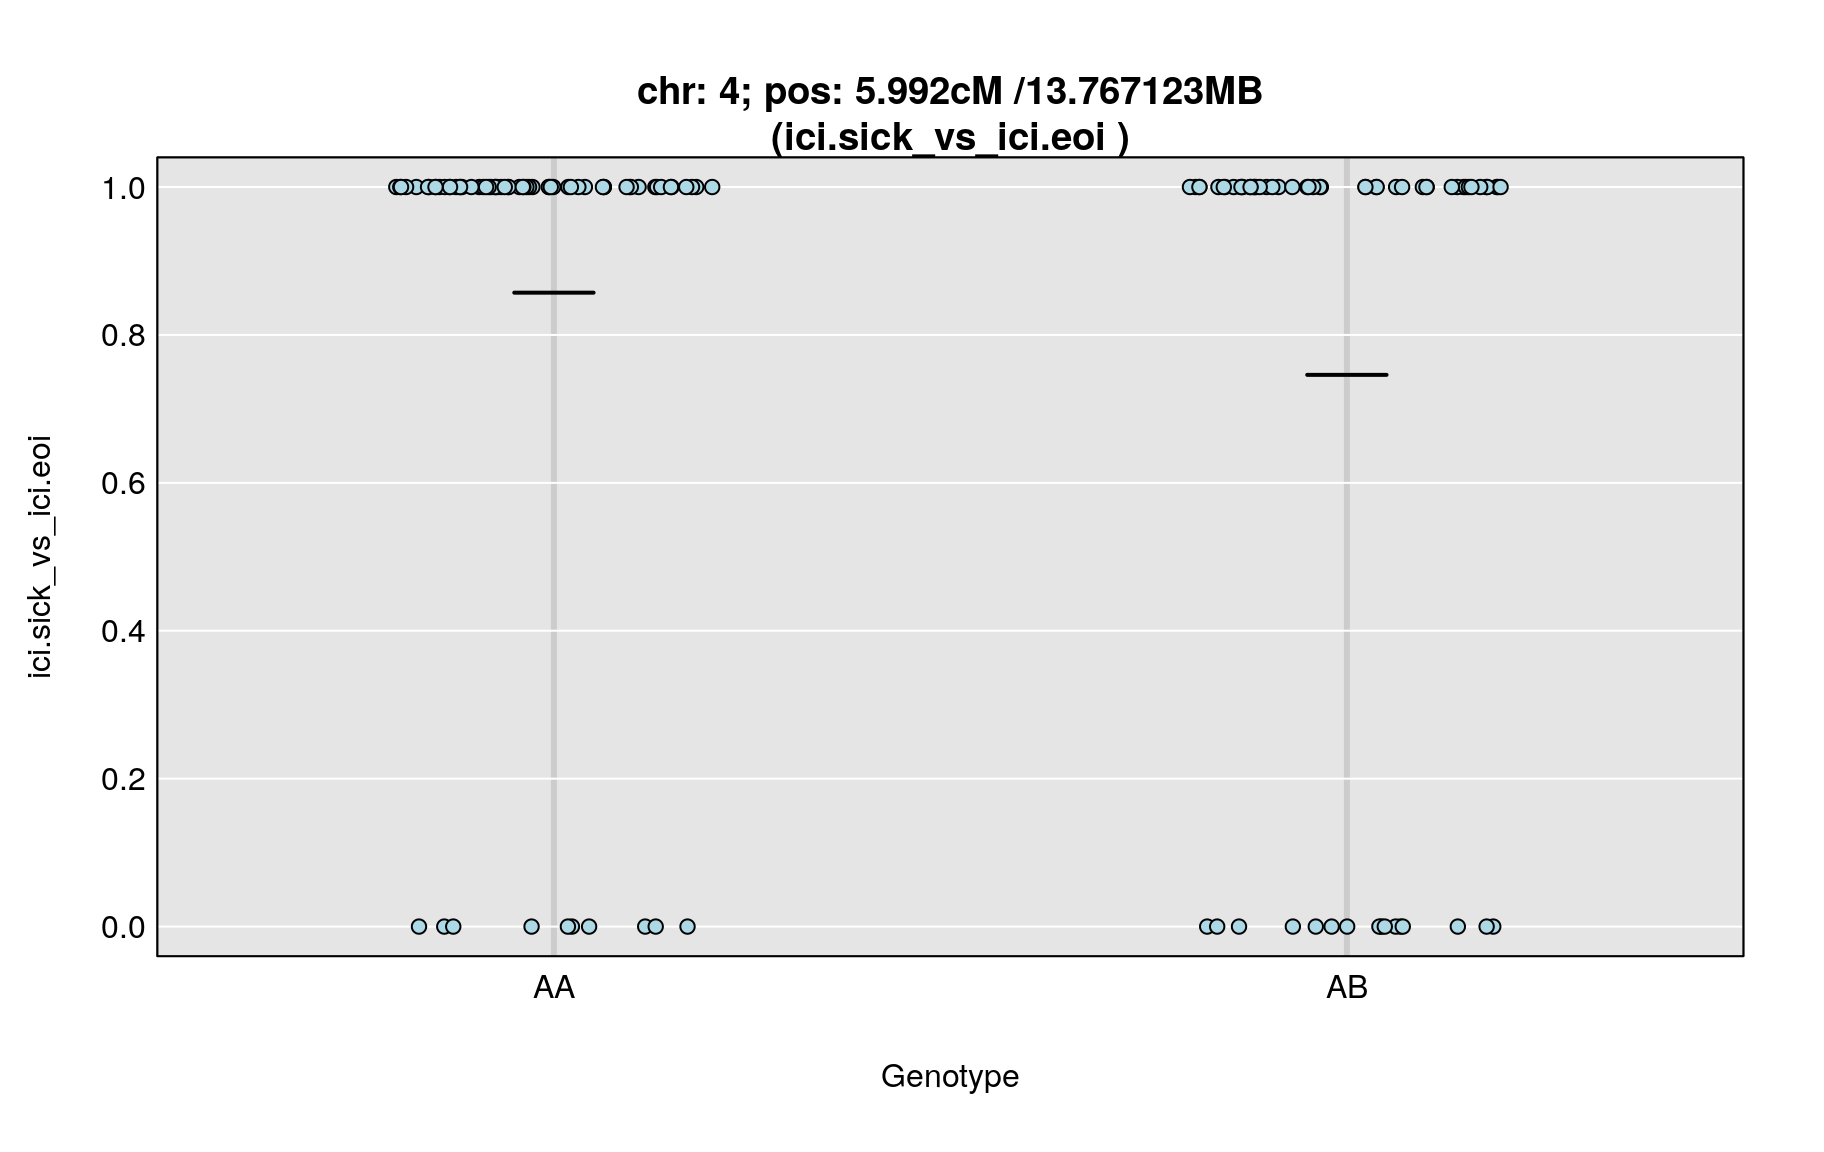 chr: 4; pos: 5.992cM /13.767123MB
(ici.sick_vs_ici.eoi )
ici.sick_vs_ici.eoi
1.0
0.8
0.6
0.4
0.2
0.0
AA
AB
Genotype